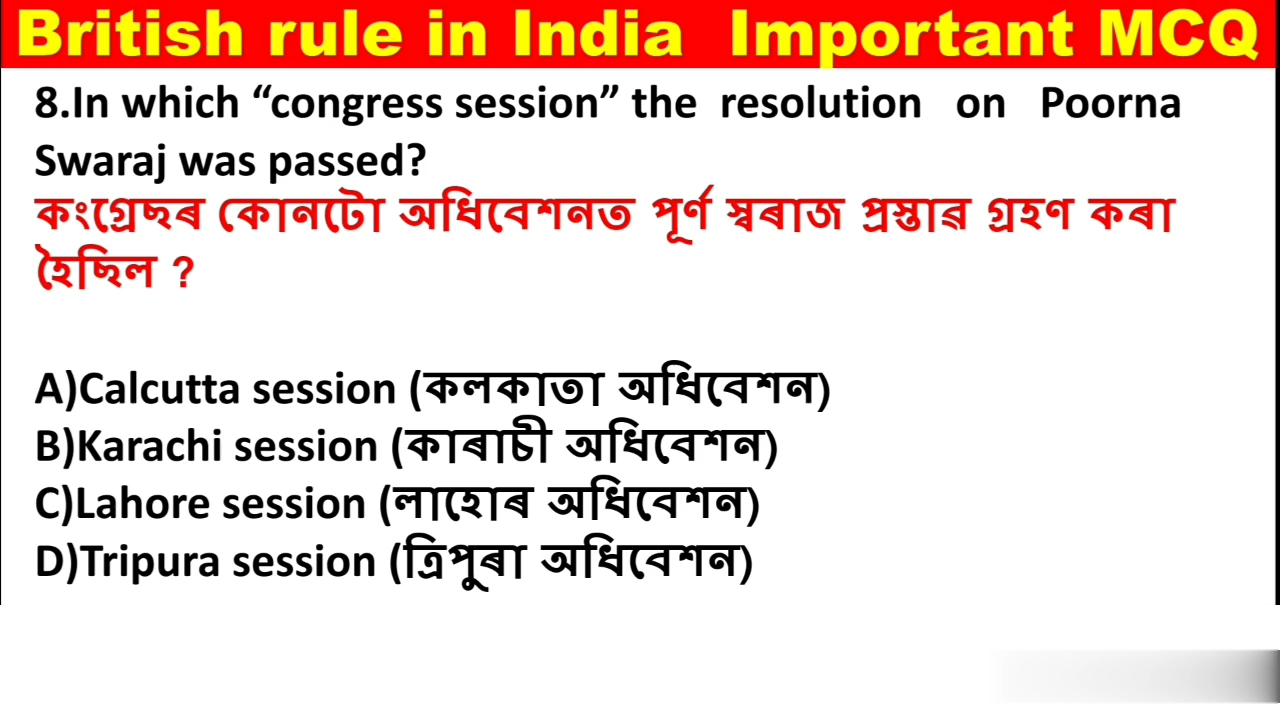 British rule in India Important MCQ
8.In which “congress session” the resolution on Poorna
Swaraj was passed?
কংগ্ৰেছৰ কোনটো অধিবেশনত পূৰ্ণ স্বৰাজ প্ৰস্তাৱ গ্ৰহণ কৰা
হৈছিল ?
A)Calcutta session (কলকাতা অধিবেশন)
B)Karachi session (কাৰাচী অধিবেশন)
C)Lahore session (লাহোৰ অধিবেশন)
D)Tripura session (ত্ৰিপুৰা অধিবেশন)